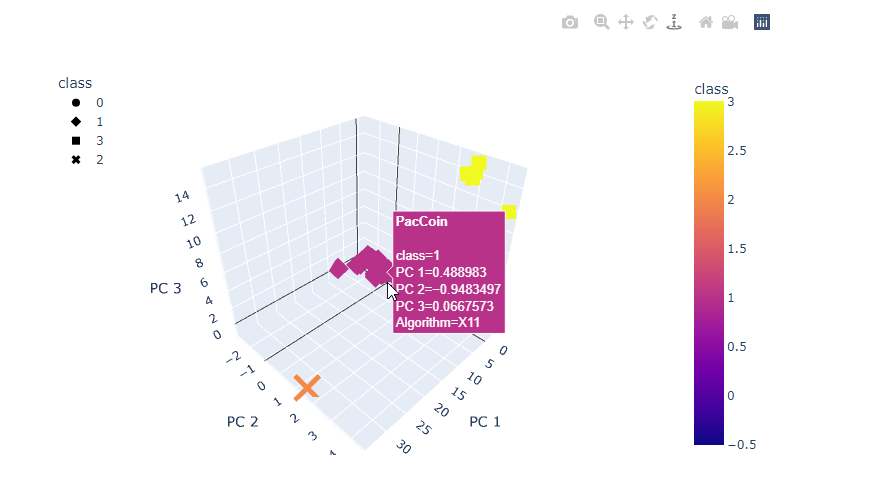 z
class
0
1
3
2
class
3
2.5
2
1.5
1
0.5
0
−0.5
PacCoin
class=1
PC 1=0.488983
PC 2=−0.9483497
PC 3=0.0667573
Algorithm=X11
PC 3
14
12
10
8
6
4
2
0
PC 2
−2
−1
0
1
2
3
PC 1
0
5
10
15
20
25
30